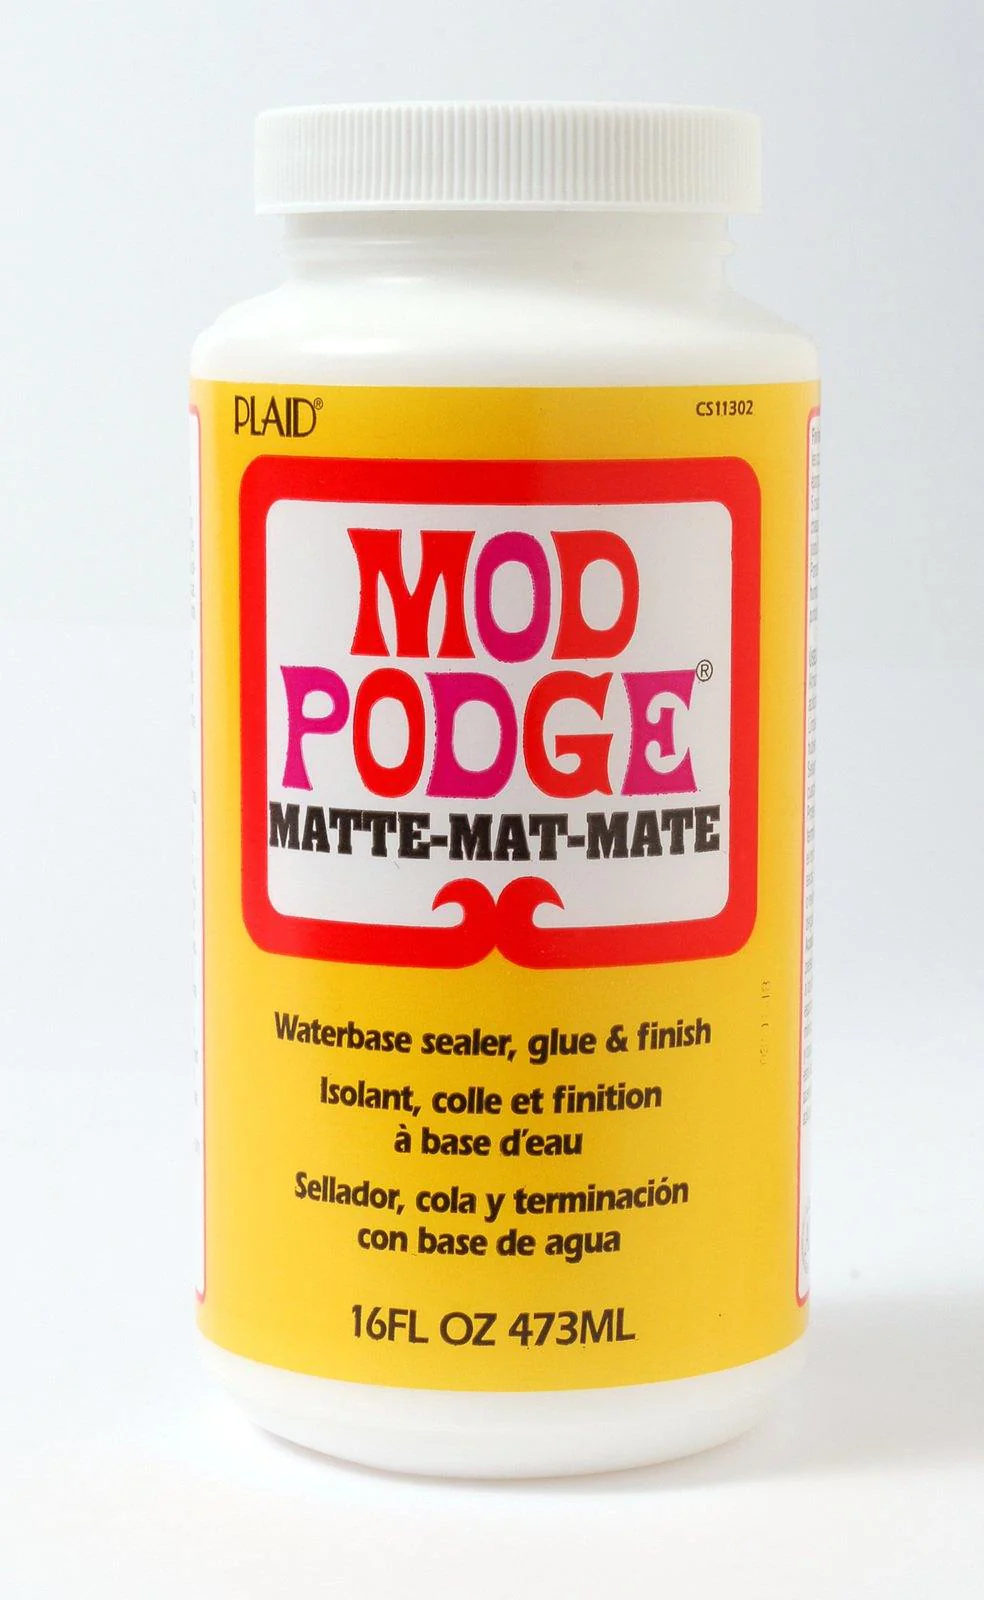 PLAID®
CS11302
MOD
PODGE®
MATTE-MAT-MATE
Waterbase sealer, glue & finish
Isolant, colle et finition
à base d'eau
Sellador, cola y terminación
con base de agua
16FL OZ 473ML